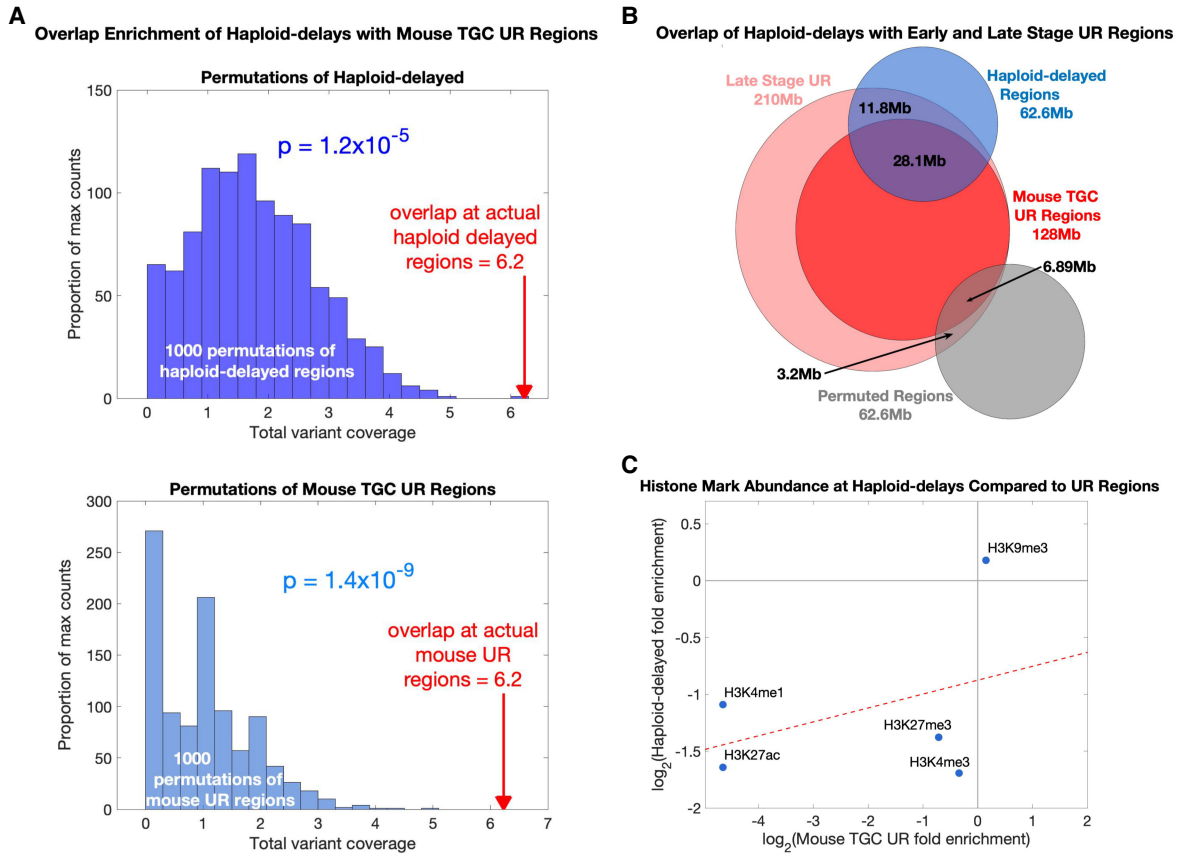 A
Overlap Enrichment of Haploid-delays with Mouse TGC UR Regions
Permutations of Haploid-delayed
150
100
50
0
Proportion of max counts
p = 1.2x10-5
overlap at actual
haploid delayed
regions = 6.2
1000 permutations of
haploid-delayed regions
0 1 2 3 4 5 6
Total variant coverage
Permutations of Mouse TGC UR Regions
300
250
200
150
100
50
0
Proportion of max counts
p = 1.4x10-9
overlap at actual
mouse UR
regions = 6.2
1000
permutations of
mouse UR regions
0 1 2 3 4 5 6 7
Total variant coverage
B
Overlap of Haploid-delays with Early and Late Stage UR Regions
Late Stage UR
210Mb
Haploid-delayed
Regions
62.6Mb
11.8Mb
28.1Mb
Mouse TGC
UR Regions
128Mb
6.89Mb
3.2Mb
Permuted Regions
62.6Mb
C
Histone Mark Abundance at Haploid-delays Compared to UR Regions
0.5
0
-0.5
-1
-1.5
-2
log2(Haploid-delayed fold enrichment)
H3K9me3
H3K4me1
H3K27me3
H3K27ac
H3K4me3
-4 -3 -2 -1 0 1 2
log2(Mouse TGC UR fold enrichment)